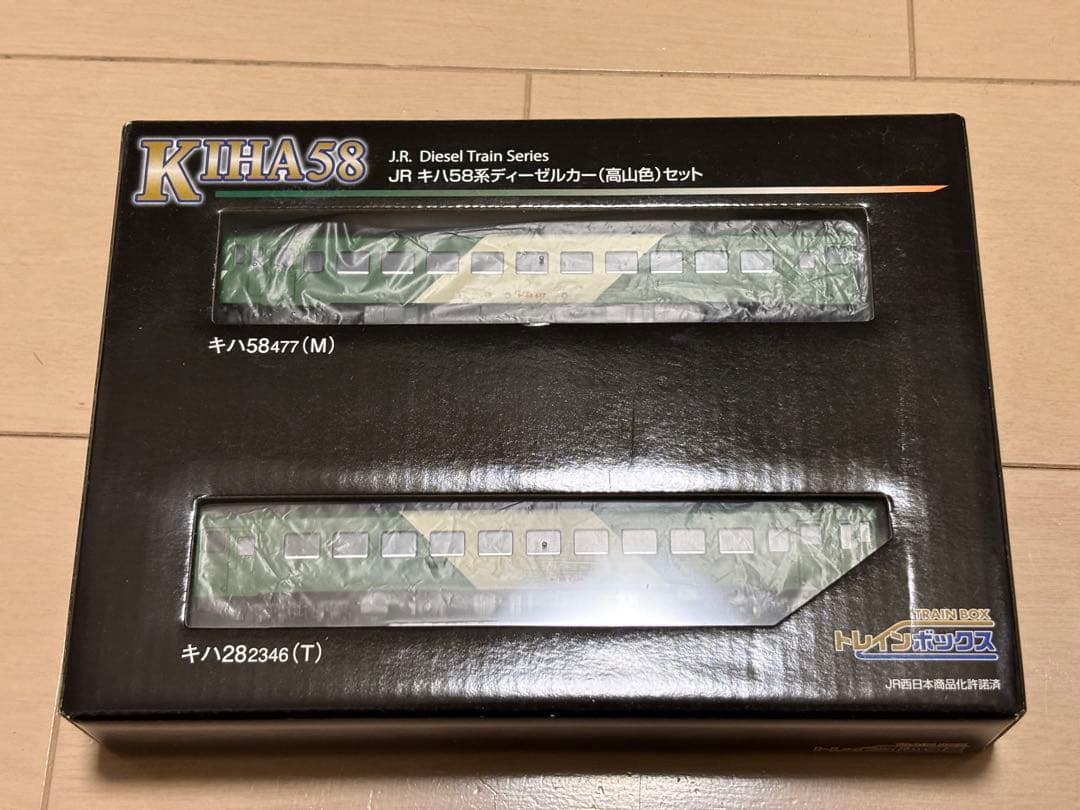 KIHA58
J.R. Diesel Train Series
JR キハ58系ディーゼルカー(高山色)セット
キハ58477(M)
キハ282346(T)
TRAIN BOX
トレインボックス
JR西日本商品化許諾済